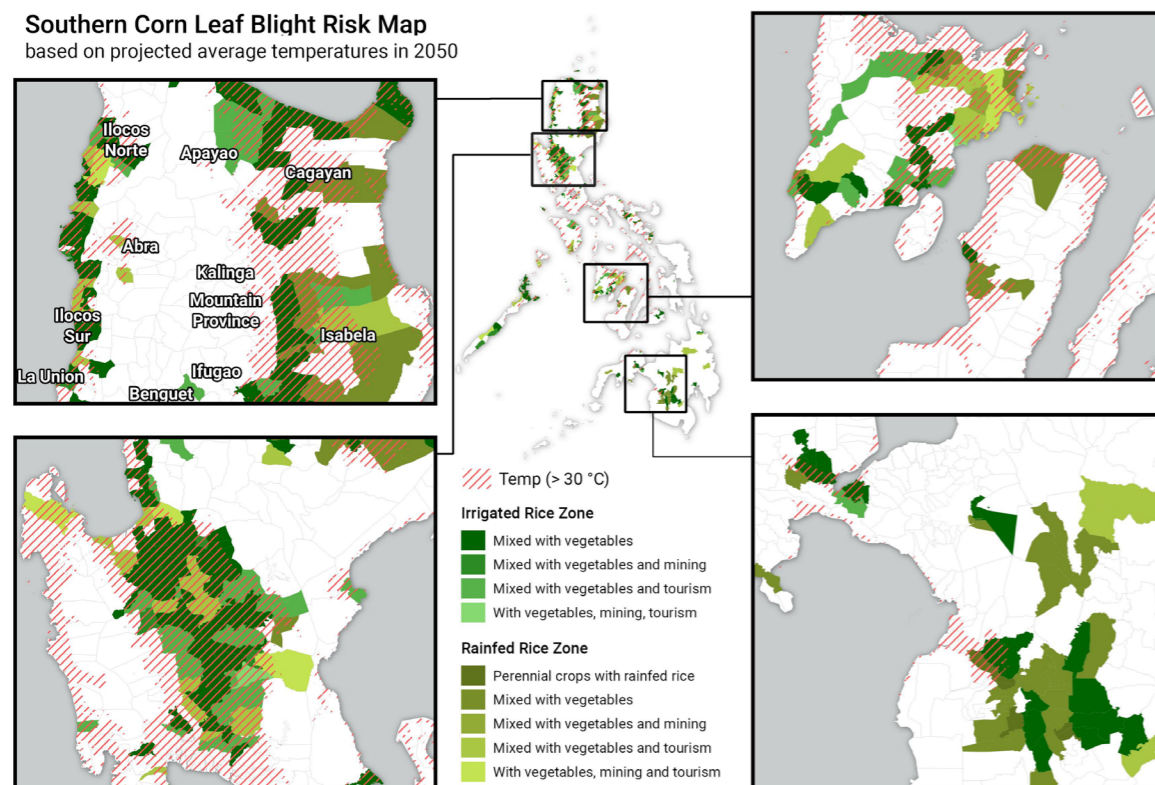 Southern Corn Leaf Blight Risk Map
based on projected average temperatures in 2050
Ilocos
Norte
Apayao
Cagayan
Abra
Kalinga
Mountain
Province
Ilocos
Sur
Isabela
La Union
Ifugao
Benguet
Temp (> 30 °C)
Irrigated Rice Zone
Mixed with vegetables
Mixed with vegetables and mining
Mixed with vegetables and tourism
With vegetables, mining, tourism
Rainfed Rice Zone
Perennial crops with rainfed rice
Mixed with vegetables
Mixed with vegetables and mining
Mixed with vegetables and tourism
With vegetables, mining and tourism